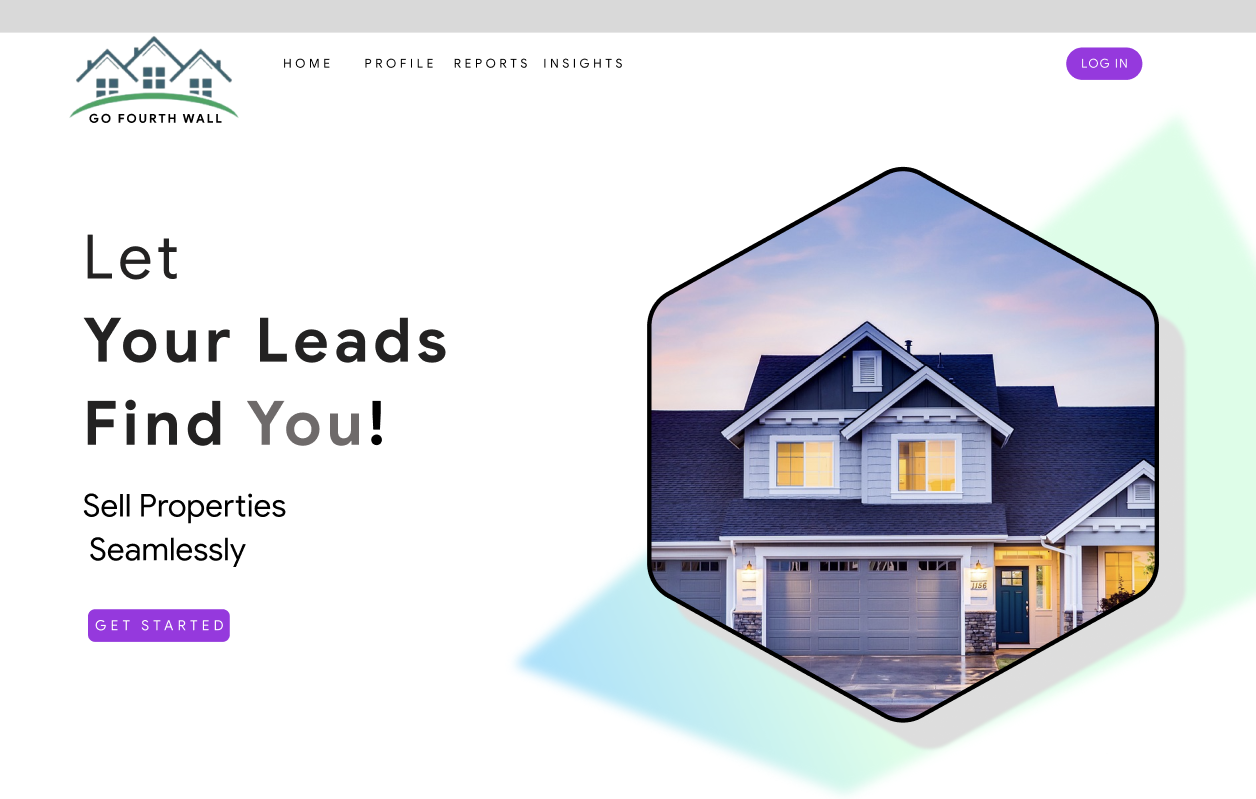 HOME PROFILE REPORTS INSIGHTS
LOG IN
GO FOURTH WALL
Let
Your Leads
Find You!
Sell Properties
Seamlessly
GET STARTED
1156